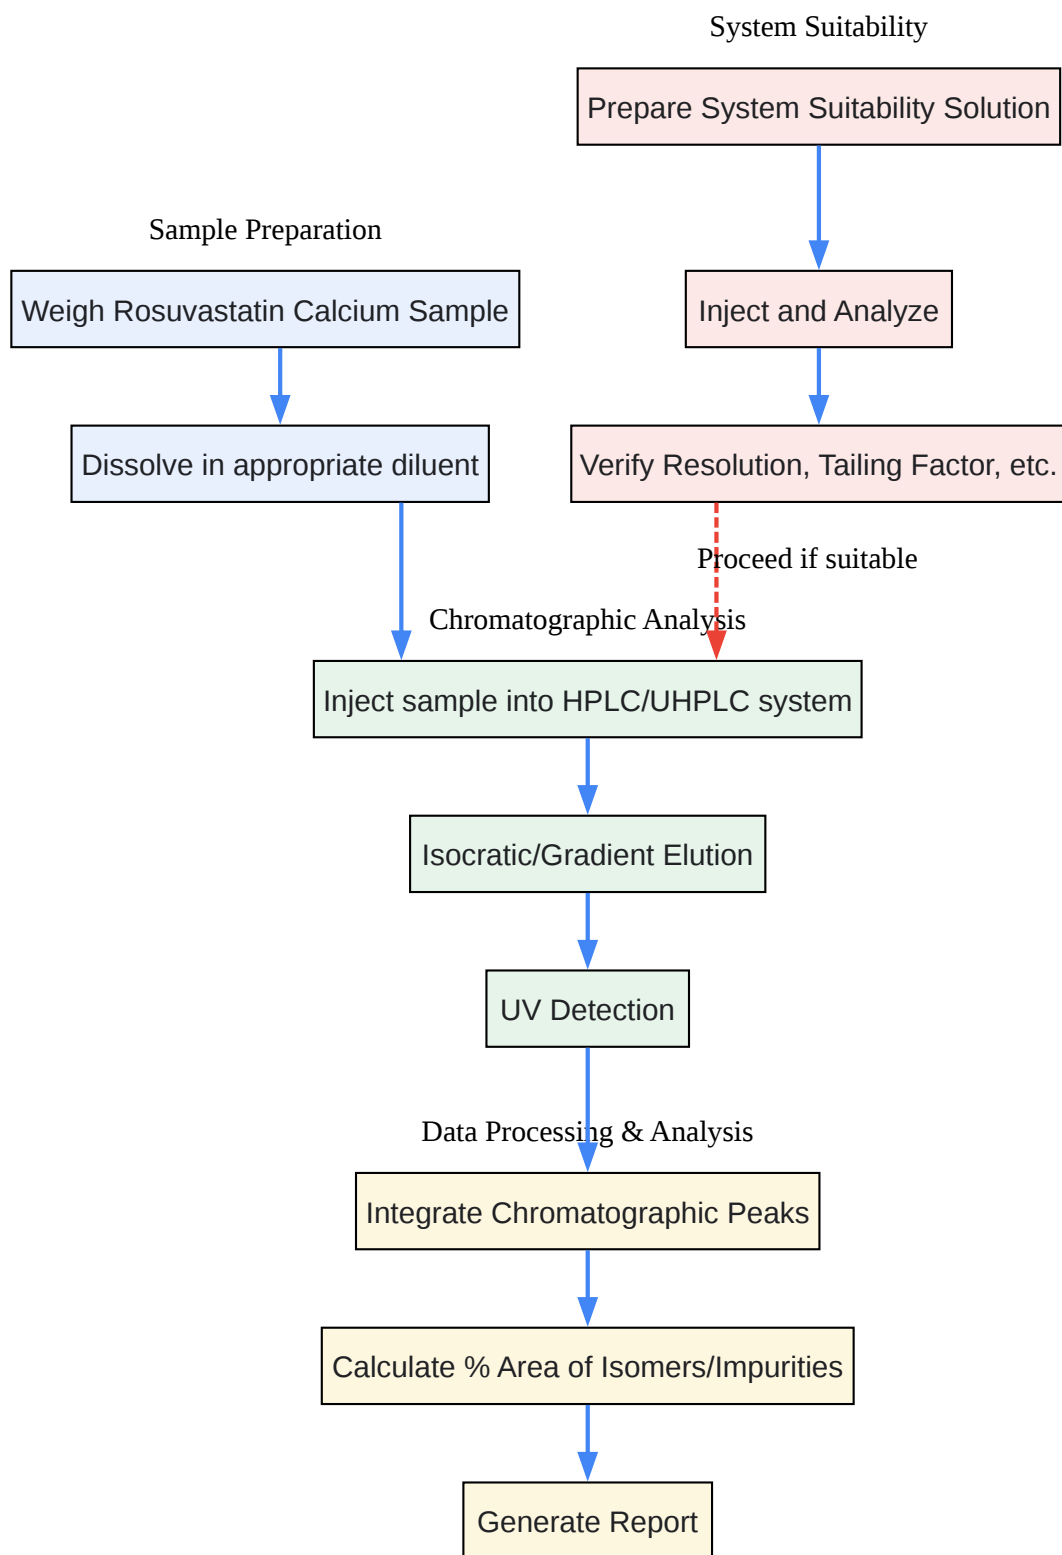 System Suitability
Prepare System Suitability Solution
Sample Preparation
Weigh Rosuvastatin Calcium Sample
Inject and Analyze
Dissolve in appropriate diluent
Verify Resolution, Tailing Factor, etc.
Proceed if suitable
Chromatographic Analysis
Inject sample into HPLC/UHPLC system
Isocratic/Gradient Elution
UV Detection
Data Processing & Analysis
Integrate Chromatographic Peaks
Calculate % Area of Isomers/Impurities
Generate Report